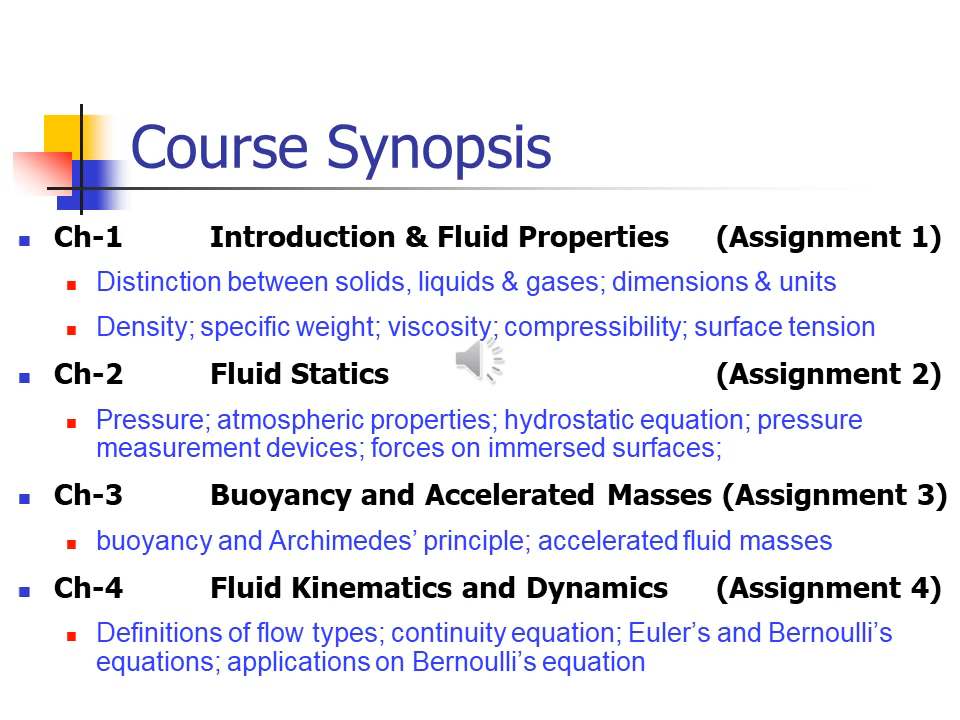 Course Synopsis
Ch-1 Introduction & Fluid Properties (Assignment 1)
Distinction between solids, liquids & gases; dimensions & units
Density; specific weight; viscosity; compressibility; surface tension
Ch-2 Fluid Statics (Assignment 2)
Pressure; atmospheric properties; hydrostatic equation; pressure
measurement devices; forces on immersed surfaces;
Ch-3 Buoyancy and Accelerated Masses (Assignment 3)
buoyancy and Archimedes’ principle; accelerated fluid masses
Ch-4 Fluid Kinematics and Dynamics (Assignment 4)
Definitions of flow types; continuity equation; Euler’s and Bernoulli’s
equations; applications on Bernoulli’s equation